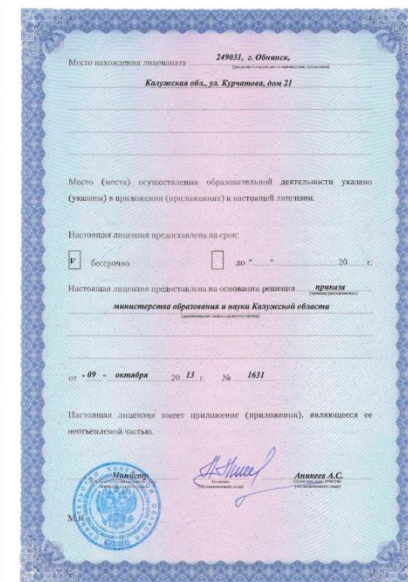 Место нахождения лицензиата 249031, г. Обнинск,
Калужская обл., ул. Курчатова, дом 21
Место (места) осуществления образовательной деятельности указано
(указаны) в приложении (приложениях) к настоящей лицензии.
Настоящая лицензия предоставлена на срок:
V бессрочно до " " 20 г.
Настоящая лицензия предоставлена на основании решения приказа
министерства образования и науки Калужской области
от " 09 " октября 20 13 г. № 1631
Настоящая лицензия имеет приложение (приложения), являющееся ее
неотъемлемой частью.
Министр Аникеев А.С.
М.П.